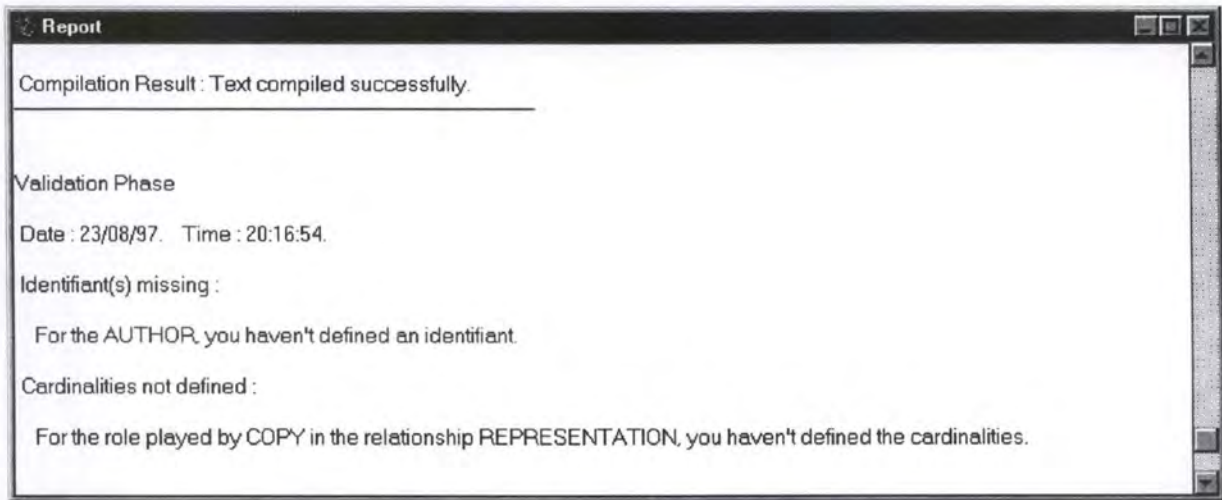 Report
Compilation Result : Text compiled successfully.
Validation Phase
Date : 23/08/97. Time : 20:16:54.
Identifiant(s) missing :
For the AUTHOR, you haven't defined an identifiant.
Cardinalities not defined :
For the role played by COPY in the relationship REPRESENTATION, you haven't defined the cardinalities.